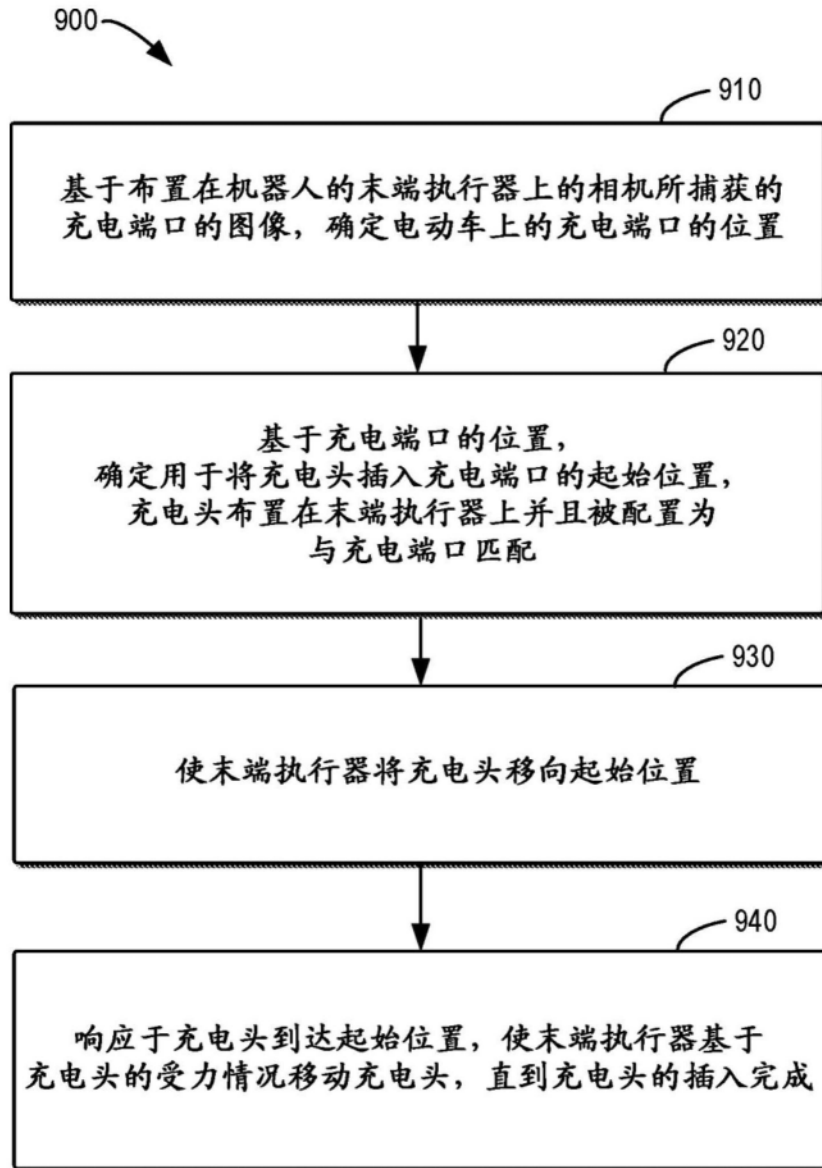 900
910
基于布置在机器人的末端执行器上的相机所捕获的
充电端口的图像，确定电动车上的充电端口的位置
920
基于充电端口的位置，
确定用于将充电头插入充电端口的起始位置，
充电头布置在末端执行器上并且被配置为
与充电端口匹配
930
使末端执行器将充电头移向起始位置
940
响应于充电头到达起始位置，使末端执行器基于
充电头的受力情况移动充电头，直到充电头的插入完成